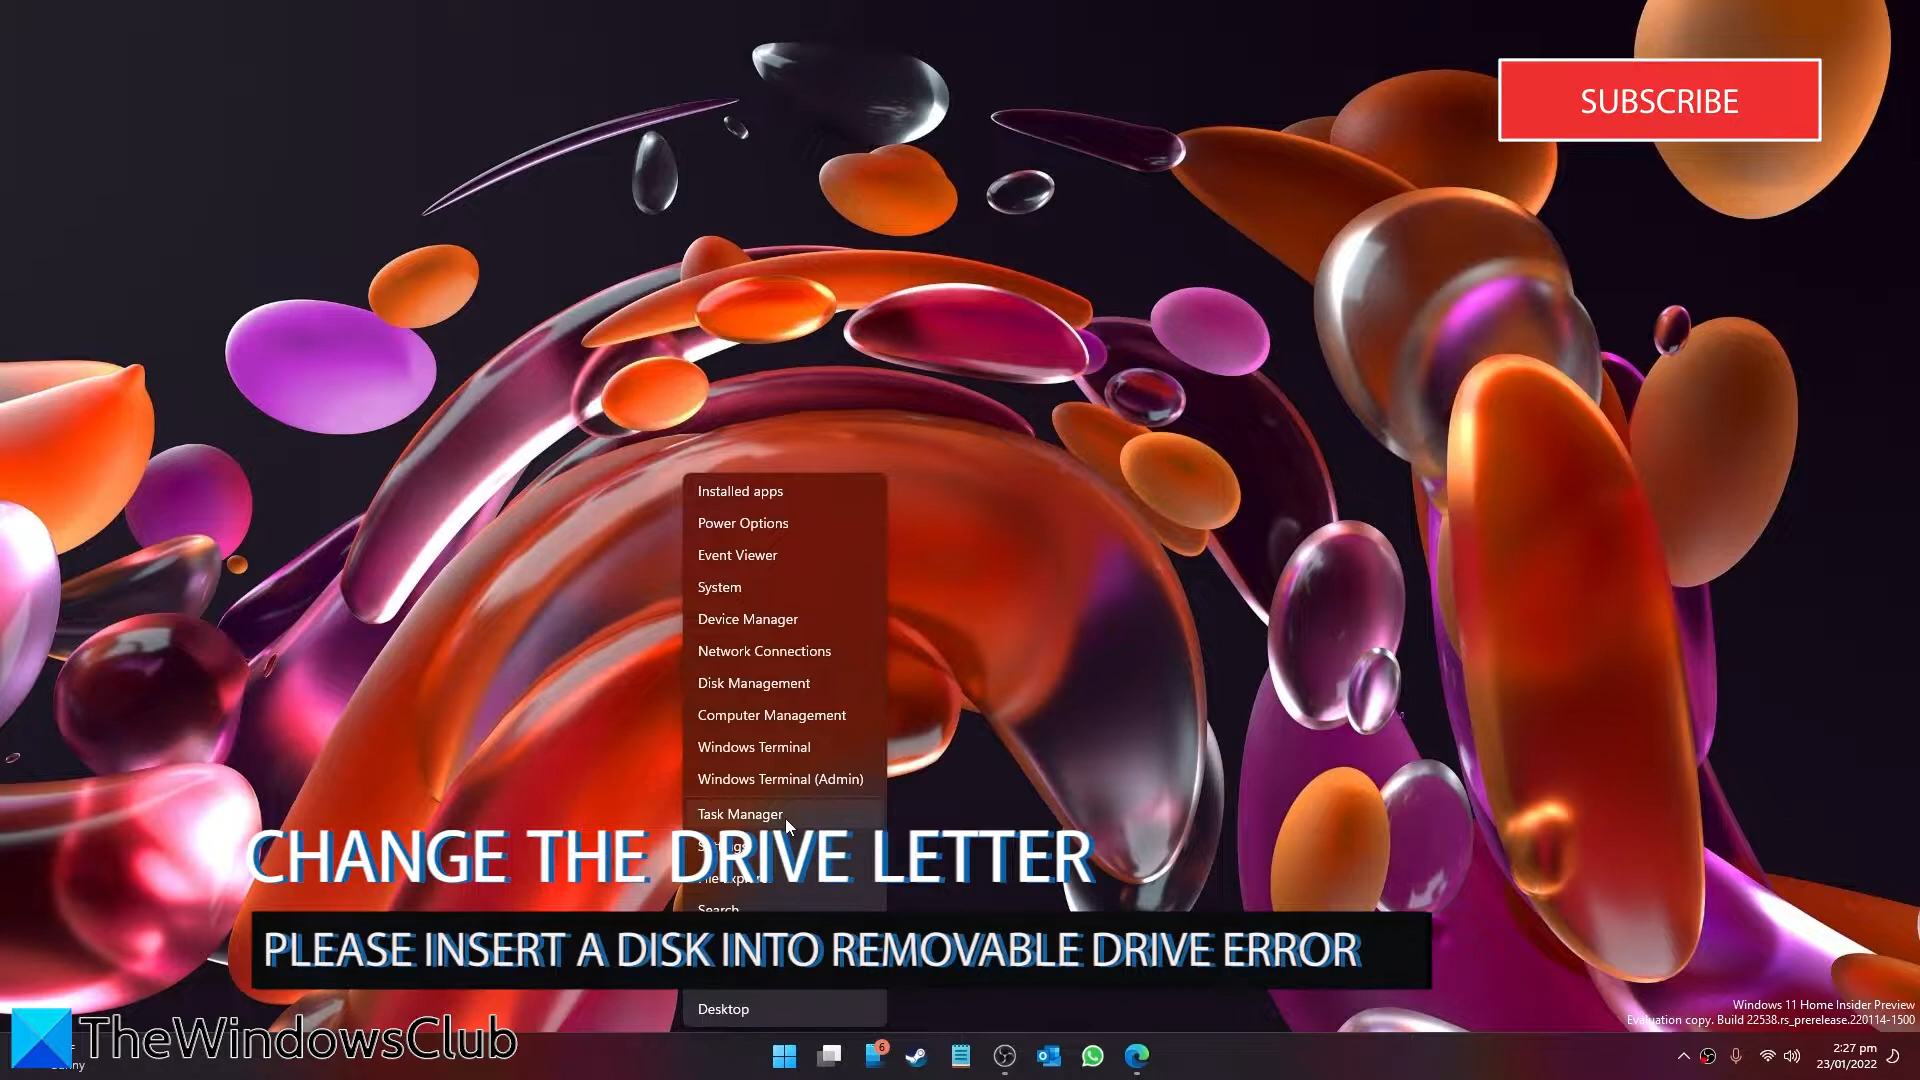 SUBSCRIBE
Installed apps
Power Options
Event Viewer
System
Device Manager
Network Connections
Disk Management
Computer Management
Windows Terminal
Windows Terminal (Admin)
Task Manager
CHANGE THE DRIVE LETTER
Search
PLEASE INSERT A DISK INTO REMOVABLE DRIVE ERROR
Desktop
Windows 11 Home Insider Preview
Evaluation copy. Build 22538.rs_prerelease.220114-1500
TheWindowsClub
6
2:27 pm
23/01/2022